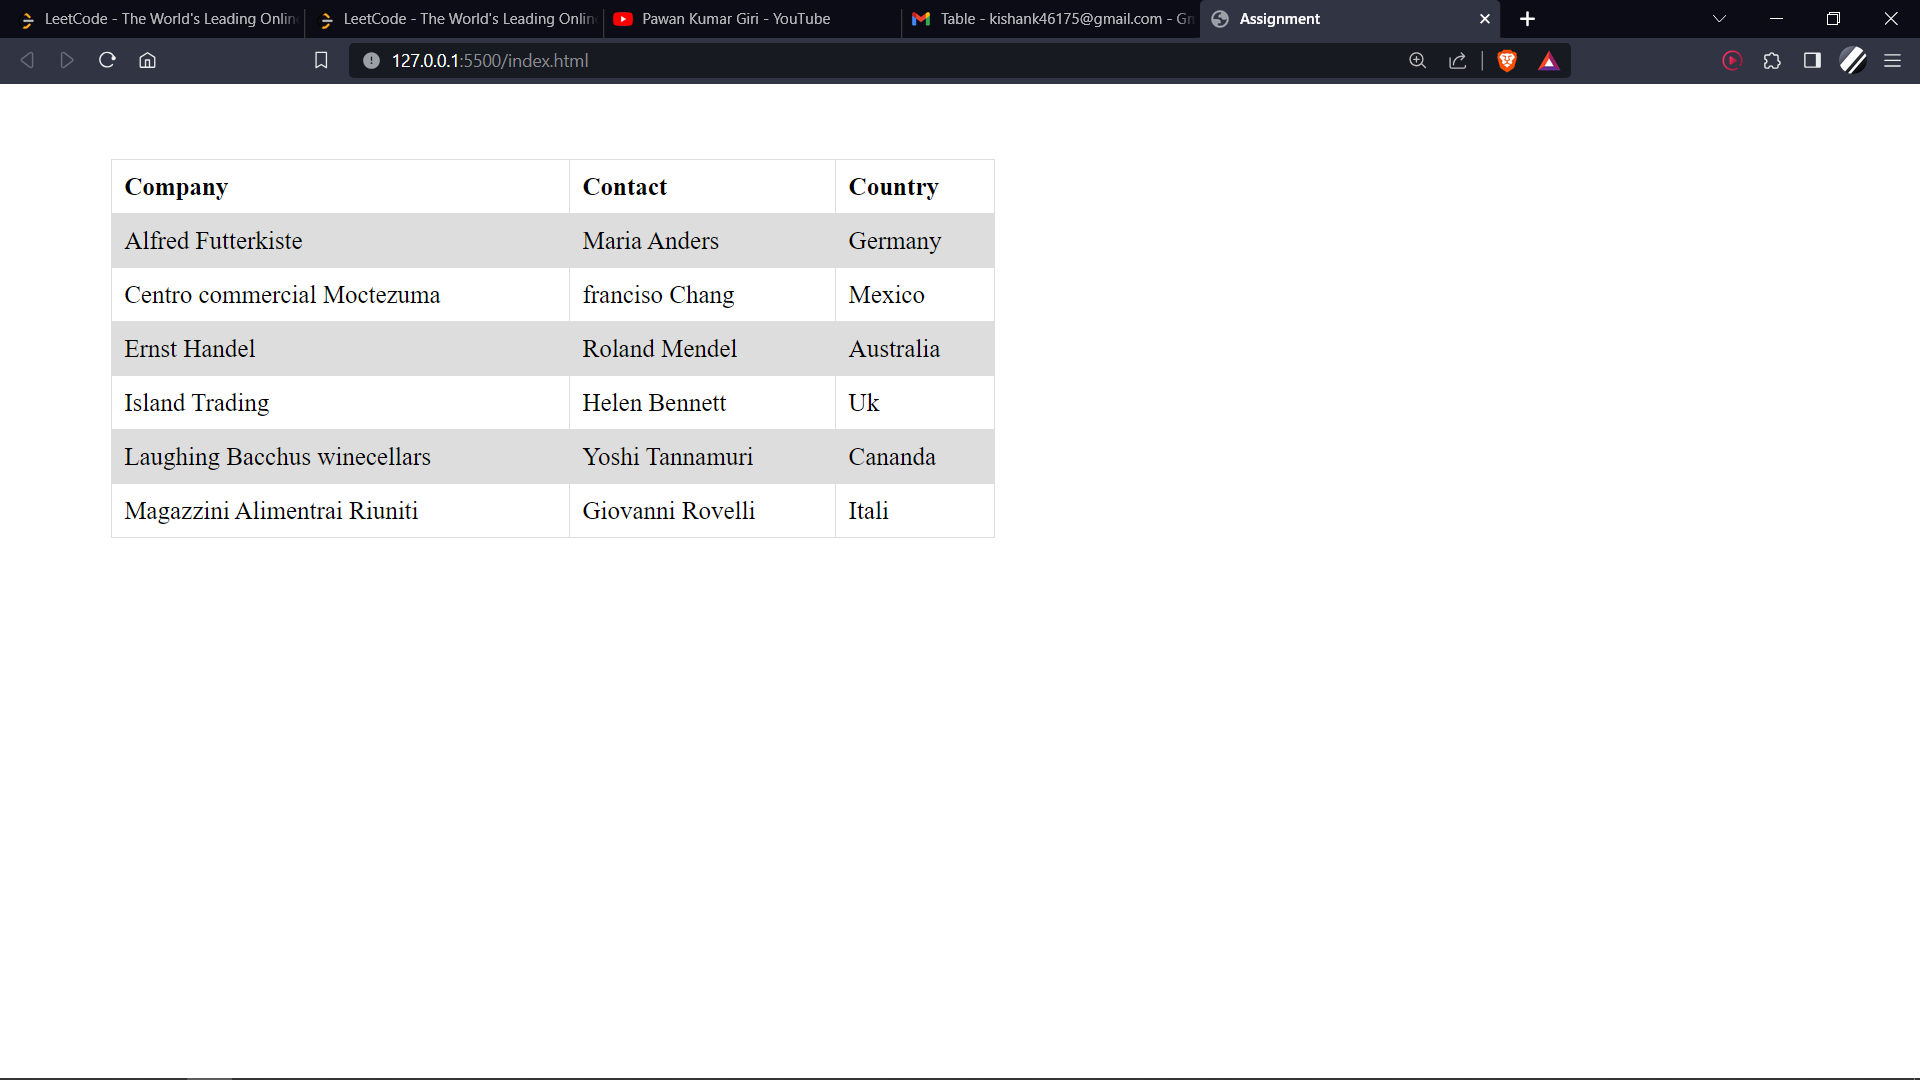 LeetCode - The World's Leading Onlin
LeetCode - The World's Leading Onlin
Pawan Kumar Giri - YouTube
Table - kishank46175@gmail.com - Gm
Assignment
127.0.0.1:5500/index.html
Company Contact Country
Alfred Futterkiste Maria Anders Germany
Centro commercial Moctezuma franciso Chang Mexico
Ernst Handel Roland Mendel Australia
Island Trading Helen Bennett Uk
Laughing Bacchus winecellars Yoshi Tannamuri Cananda
Magazzini Alimentrai Riuniti Giovanni Rovelli Itali